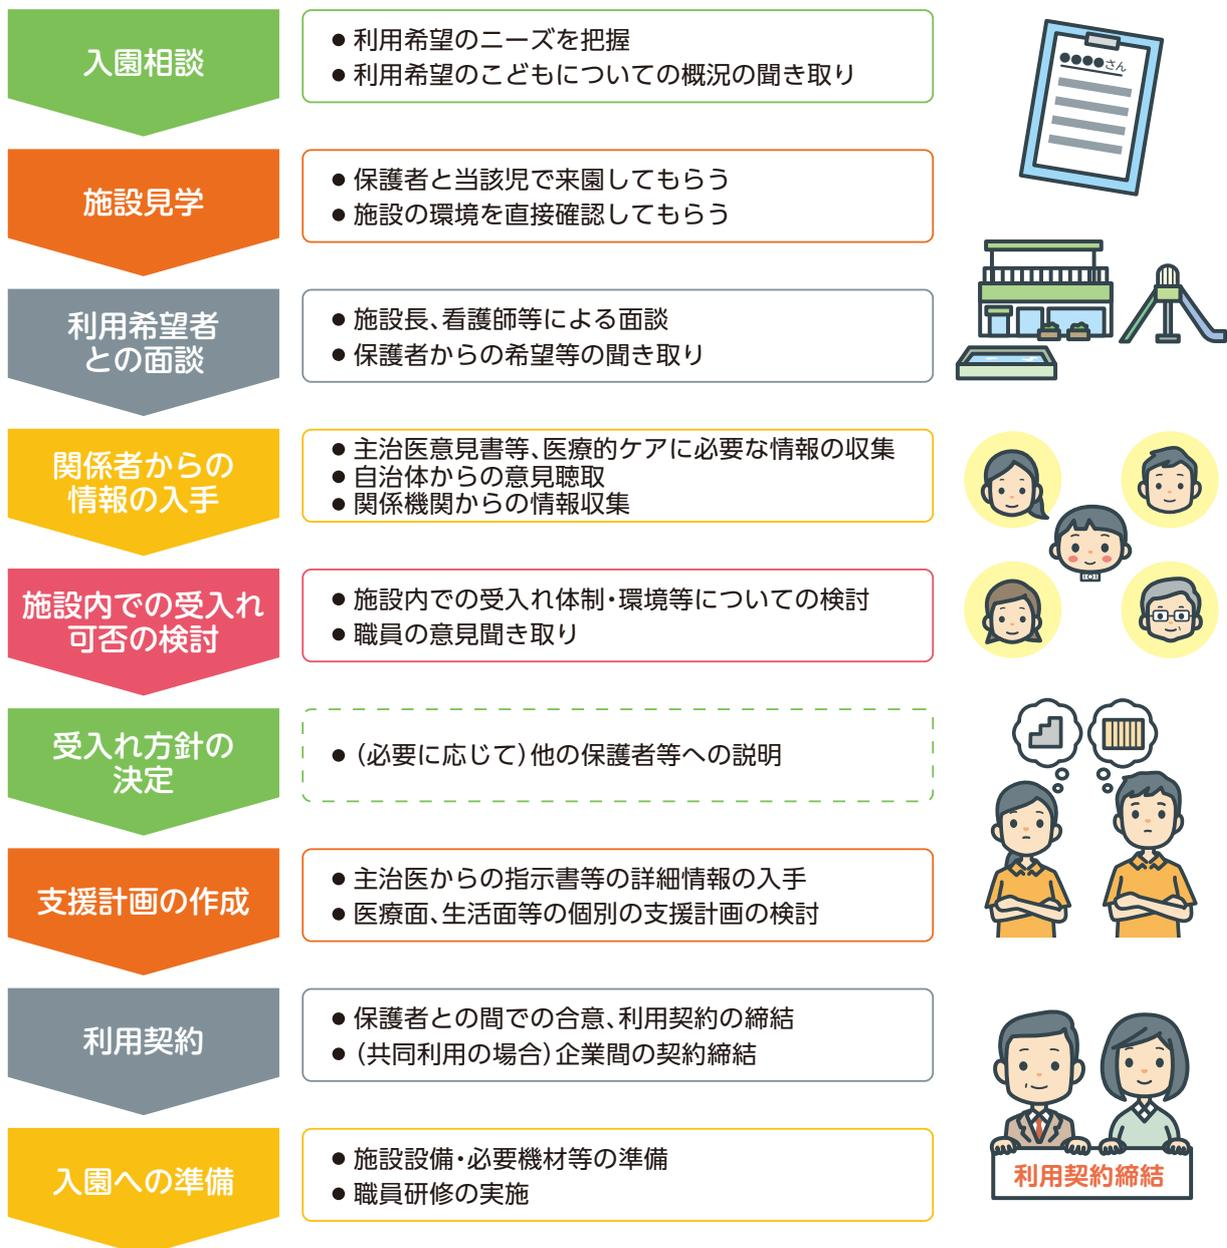 入園相談
● 利用希望のニーズを把握
● 利用希望のこどもについての概況の聞き取り
●●●●さん
施設見学
● 保護者と当該児で来園してもらう
● 施設の環境を直接確認してもらう
利用希望者
との面談
● 施設長、看護師等による面談
● 保護者からの希望等の聞き取り
関係者からの
情報の入手
● 主治医意見書等、医療的ケアに必要な情報の収集
● 自治体からの意見聴取
● 関係機関からの情報収集
施設内での受入れ
可否の検討
● 施設内での受入れ体制・環境等についての検討
● 職員の意見聞き取り
受入れ方針の
決定
● （必要に応じて）他の保護者等への説明
支援計画の作成
● 主治医からの指示書等の詳細情報の入手
● 医療面、生活面等の個別の支援計画の検討
利用契約
● 保護者との間での合意、利用契約の締結
● （共同利用の場合）企業間の契約締結
入園への準備
● 施設設備・必要機材等の準備
● 職員研修の実施
利用契約締結